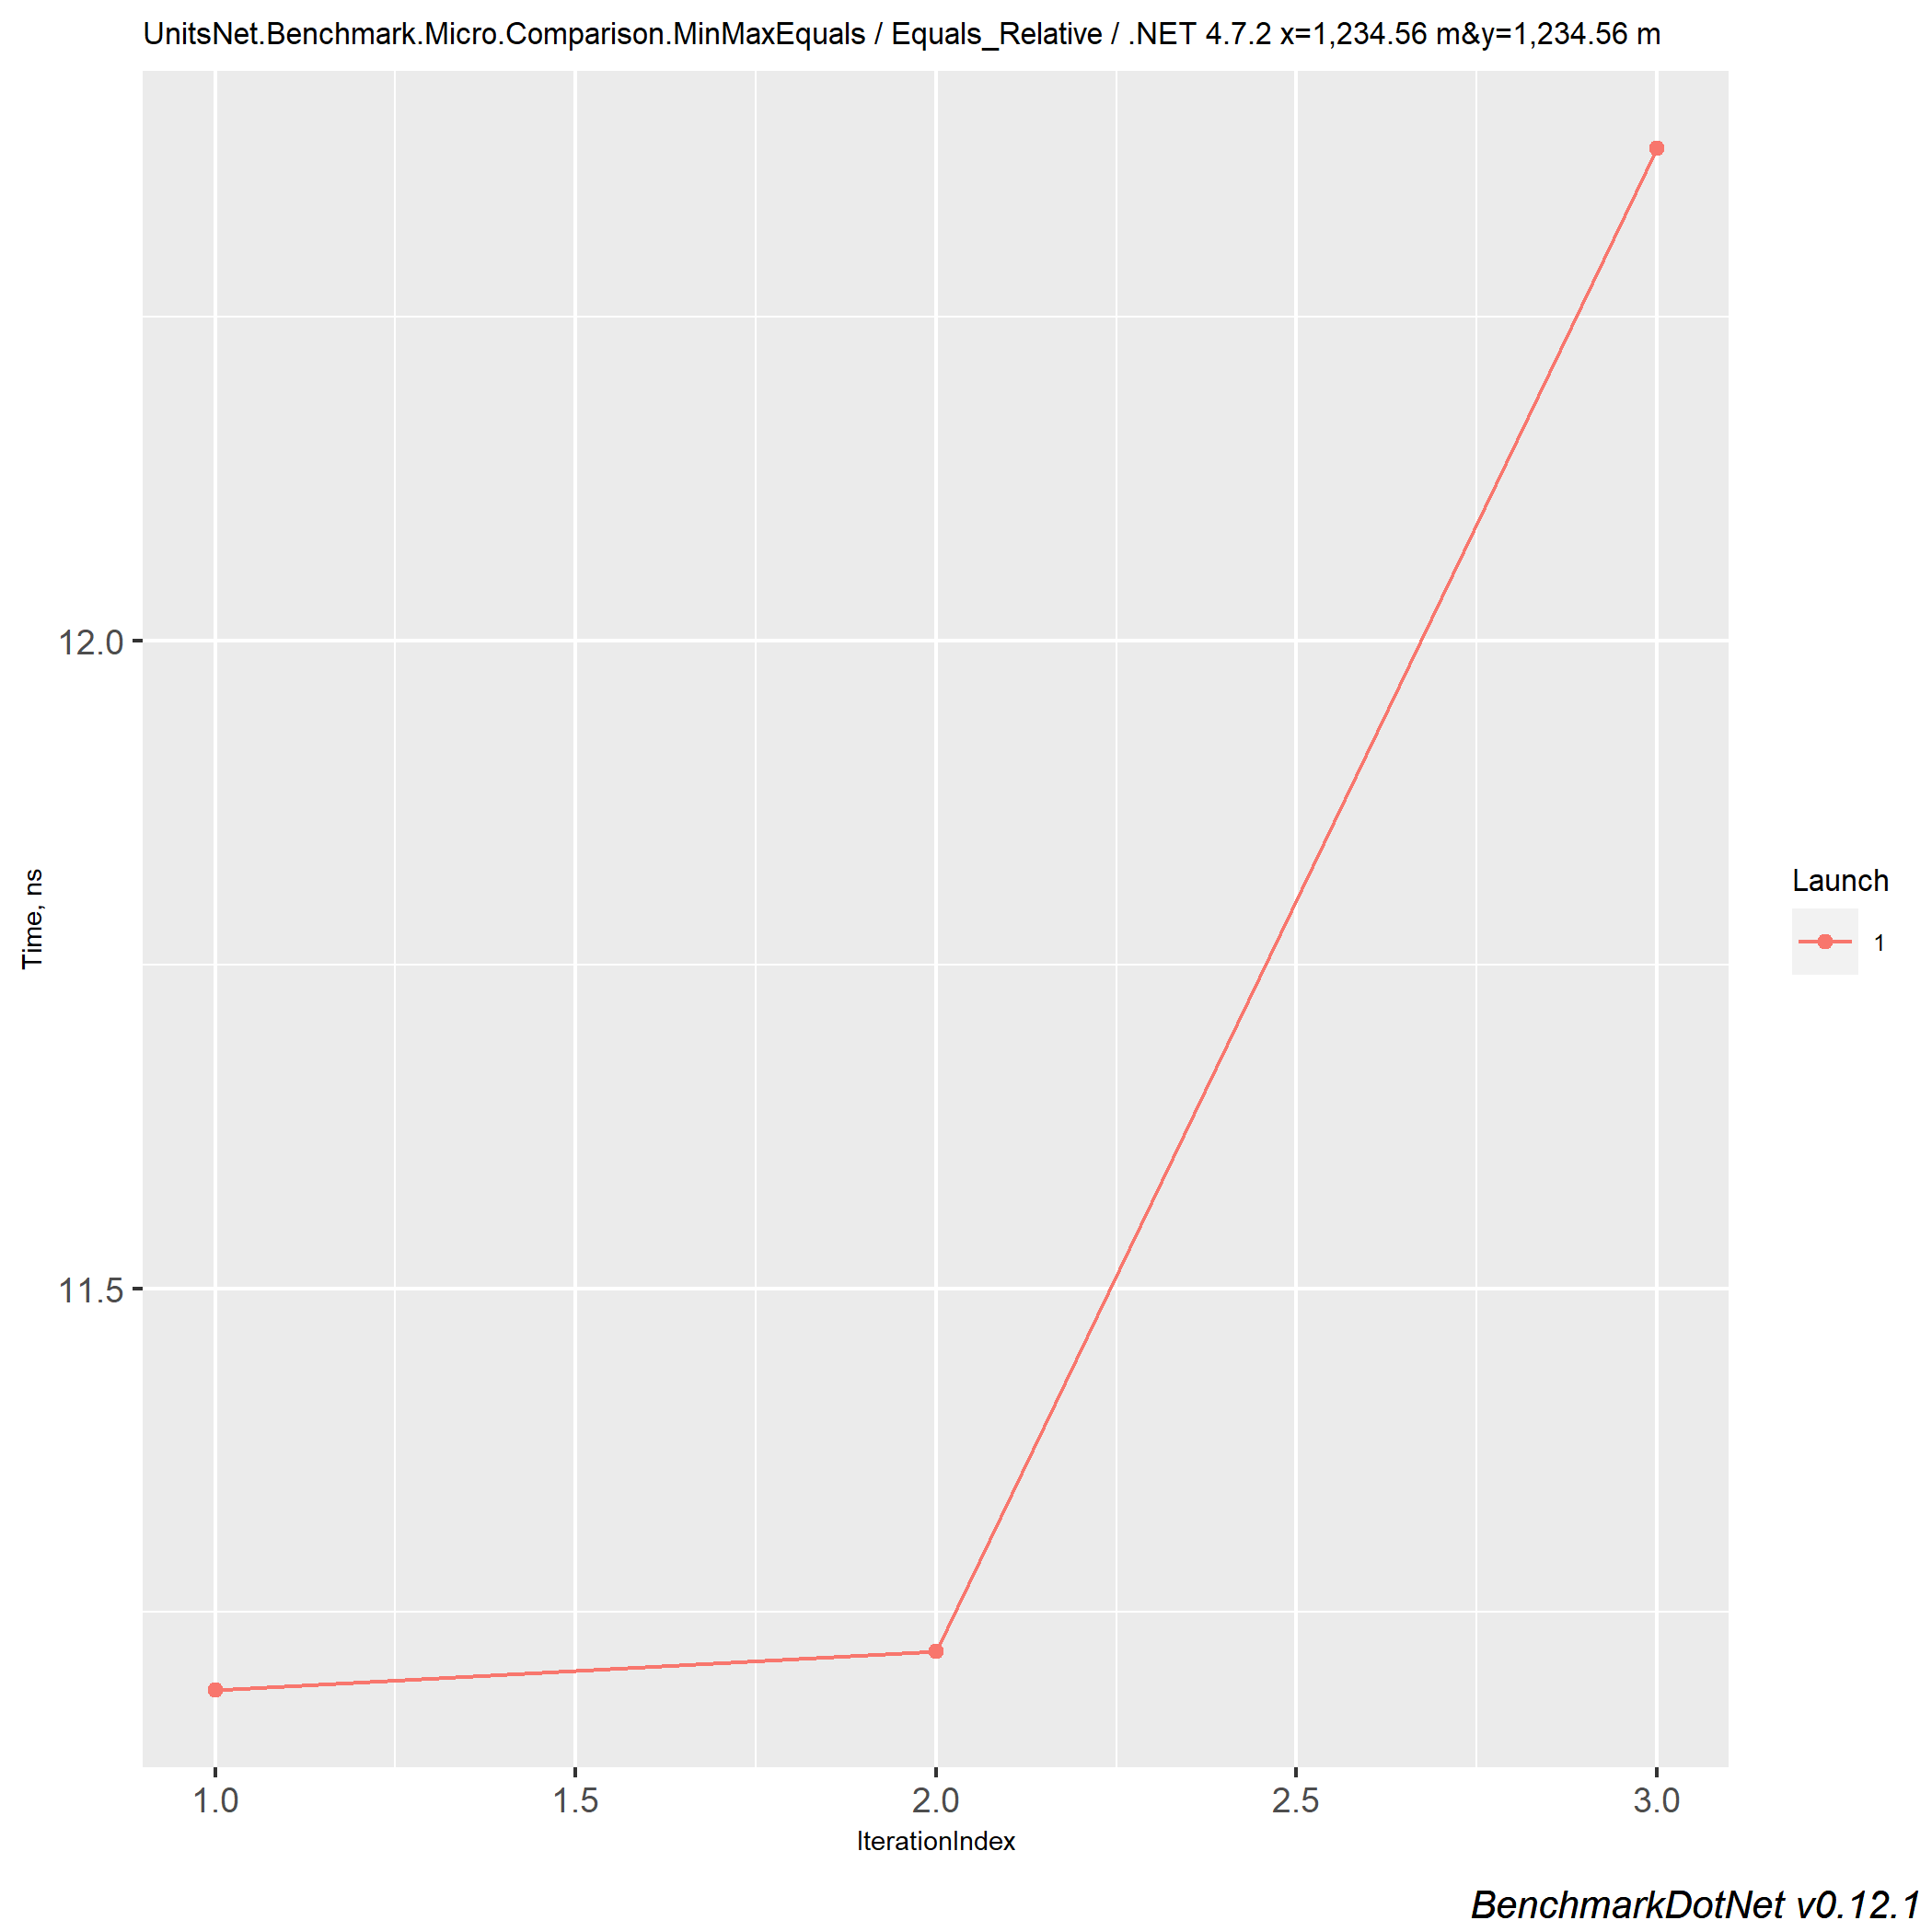 UnitsNet.Benchmark.Micro.Comparison.MinMaxEquals / Equals_Relative / .NET 4.7.2 x=1,234.56 m&y=1,234.56 m
12.0
11.5
Time, ns
1.0 1.5 2.0 2.5 3.0
IterationIndex
Launch
1
BenchmarkDotNet v0.12.1